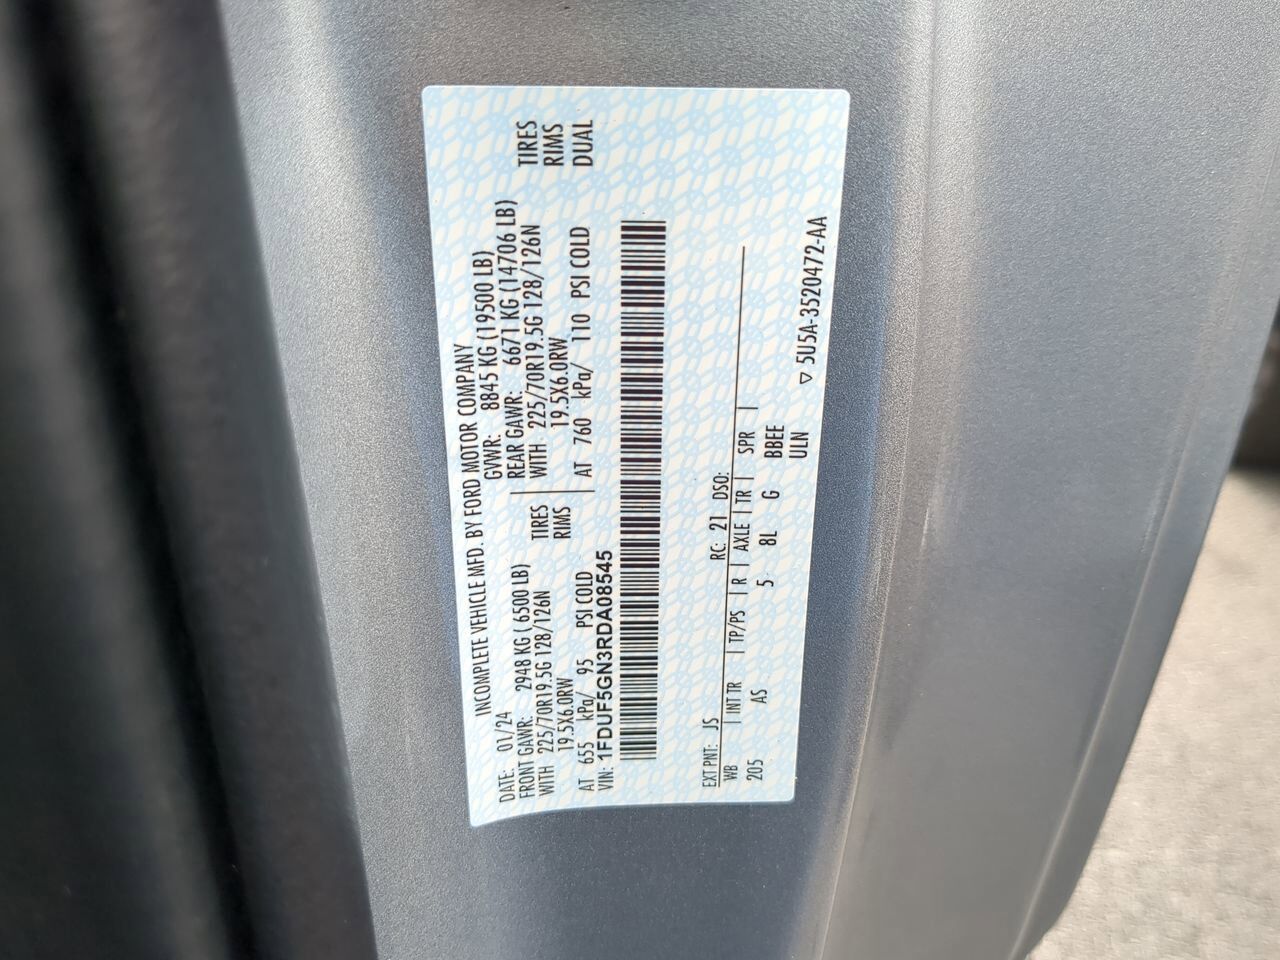 INCOMPLETE VEHICLE MFD. BY FORD MOTOR COMPANY
DATE: 01/24 GVWR: 8845 KG (19500 LB)
FRONT GAWR: 2948 KG ( 6500 LB) REAR GAWR: 6671 KG (14706 LB)
WITH 225/70R19.5G 128/126N TIRES WITH 225/70R19.5G 128/126N TIRES
19.5X6.0RW RIMS 19.5X6.0RW RIMS
AT 655 kPa/ 95 PSI COLD AT 760 kPa/ 110 PSI COLD DUAL
VIN: 1FDUF5GN3RDA08545
EXT PNT: JS RC: 21 DSO:
WB | INT TR | TP/PS | R | AXLE | TR | SPR |
205 AS 5 8L G BBEE
ULN
▽ 5U5A-3520472-AA